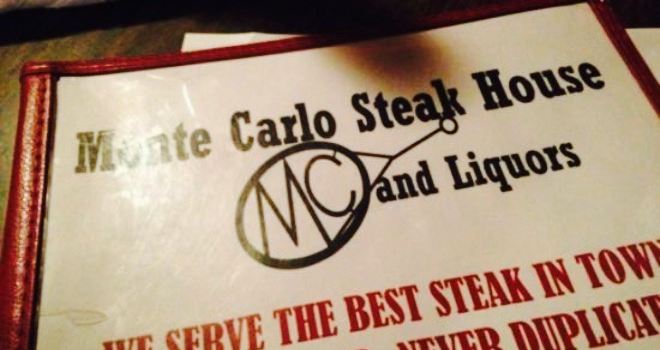 Monte Carlo Steak House
MC and Liquors
WE SERVE THE BEST STEAK IN TOWN
NEVER